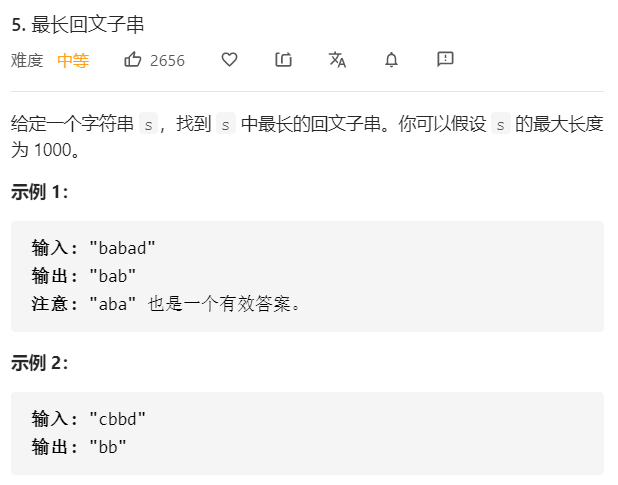 5. 最长回文子串
难度 中等 2656
给定一个字符串 s，找到 s 中最长的回文子串。你可以假设 s 的最大长度
为 1000。
示例 1：
输入: "babad"
输出: "bab"
注意: "aba" 也是一个有效答案。
示例 2：
输入: "cbbd"
输出: "bb"